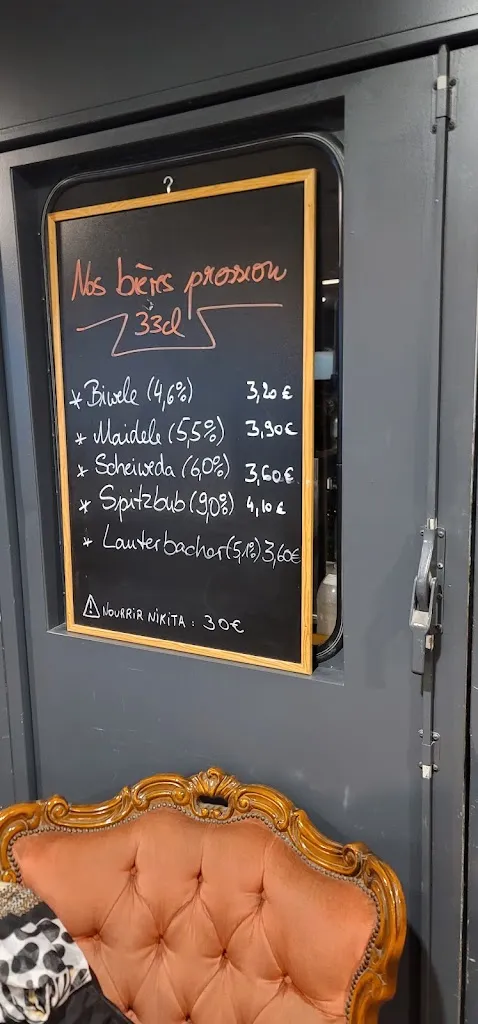 Nos bières pression
33cl
* Biwele (4,6%) 3,20 €
* Maidele (5,5%) 3,90€
* Scheiweda (6,0%) 3,60€
* Spitzbub (9,0%) 4,10 €
* Lauterbacher (5,1%) 3,60€
⚠ NOURRIR NIKITA : 30€